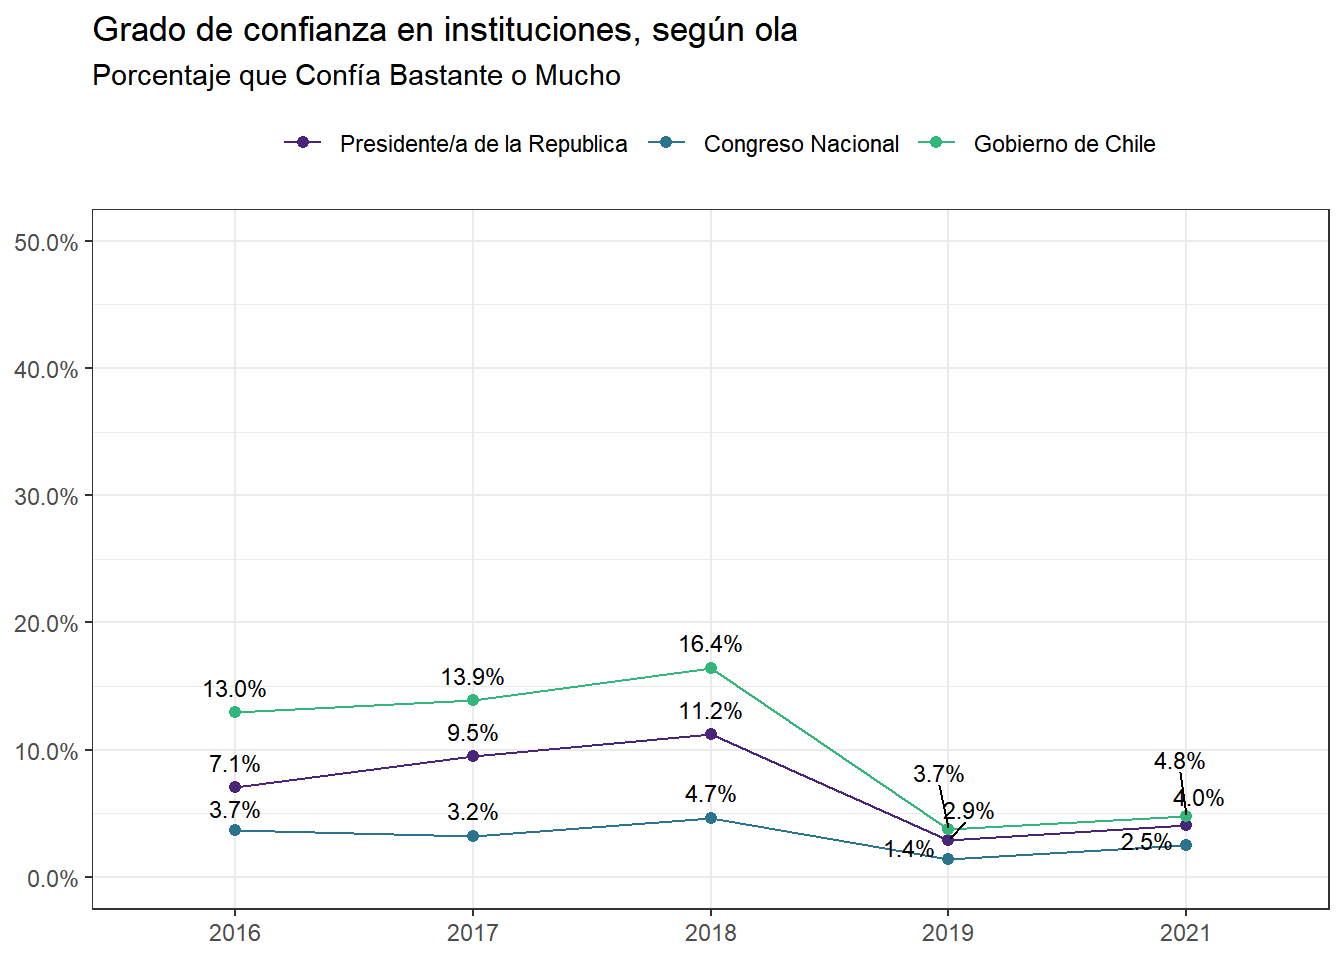 Grado de confianza en instituciones, según ola
Porcentaje que Confía Bastante o Mucho
Presidente/a de la Republica Congreso Nacional Gobierno de Chile
50.0%
40.0%
30.0%
20.0%
10.0%
0.0%
13.0% 13.9% 16.4% 3.7% 4.8%
7.1% 9.5% 11.2% 2.9% 4.0%
3.7% 3.2% 4.7% 1.4% 2.5%
2016 2017 2018 2019 2021